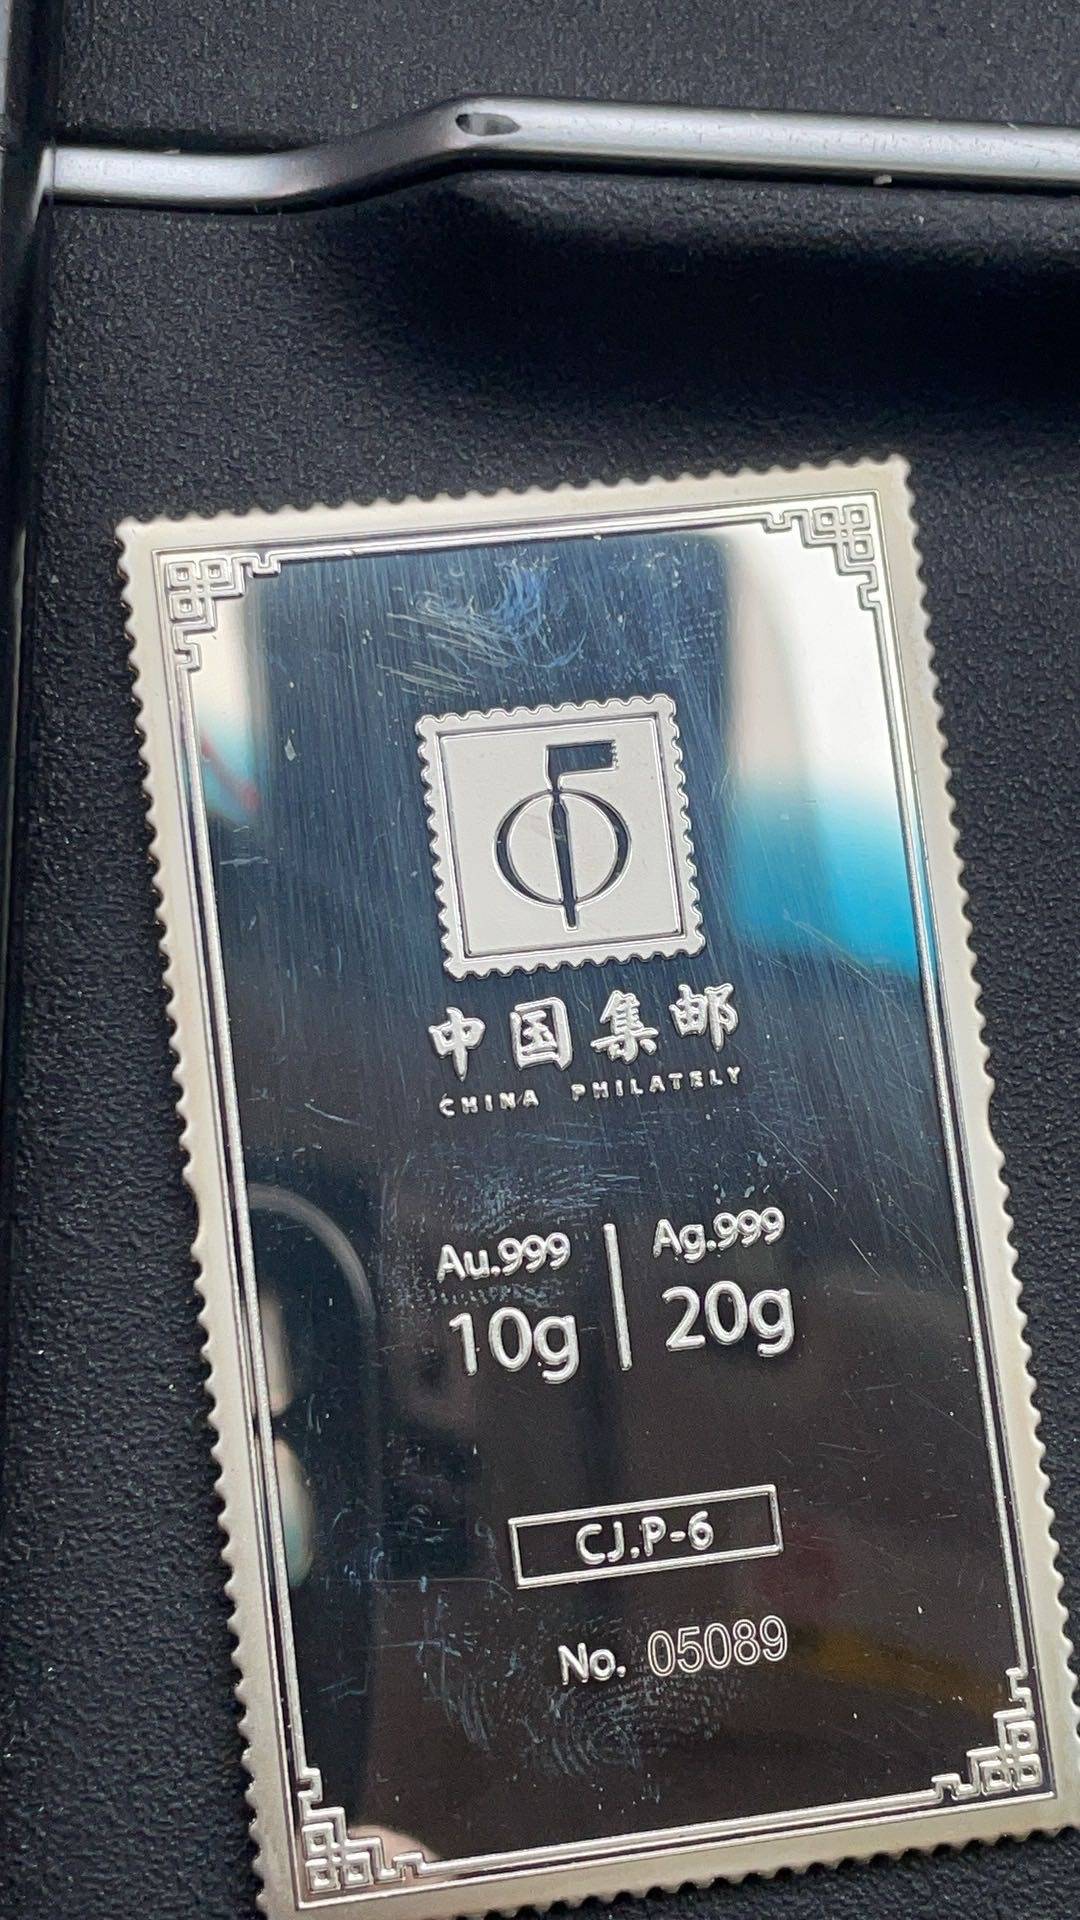 中国集邮
CHINA PHILATELY
Au.999
10g
Ag.999
20g
CJ.P-6
No. 05089